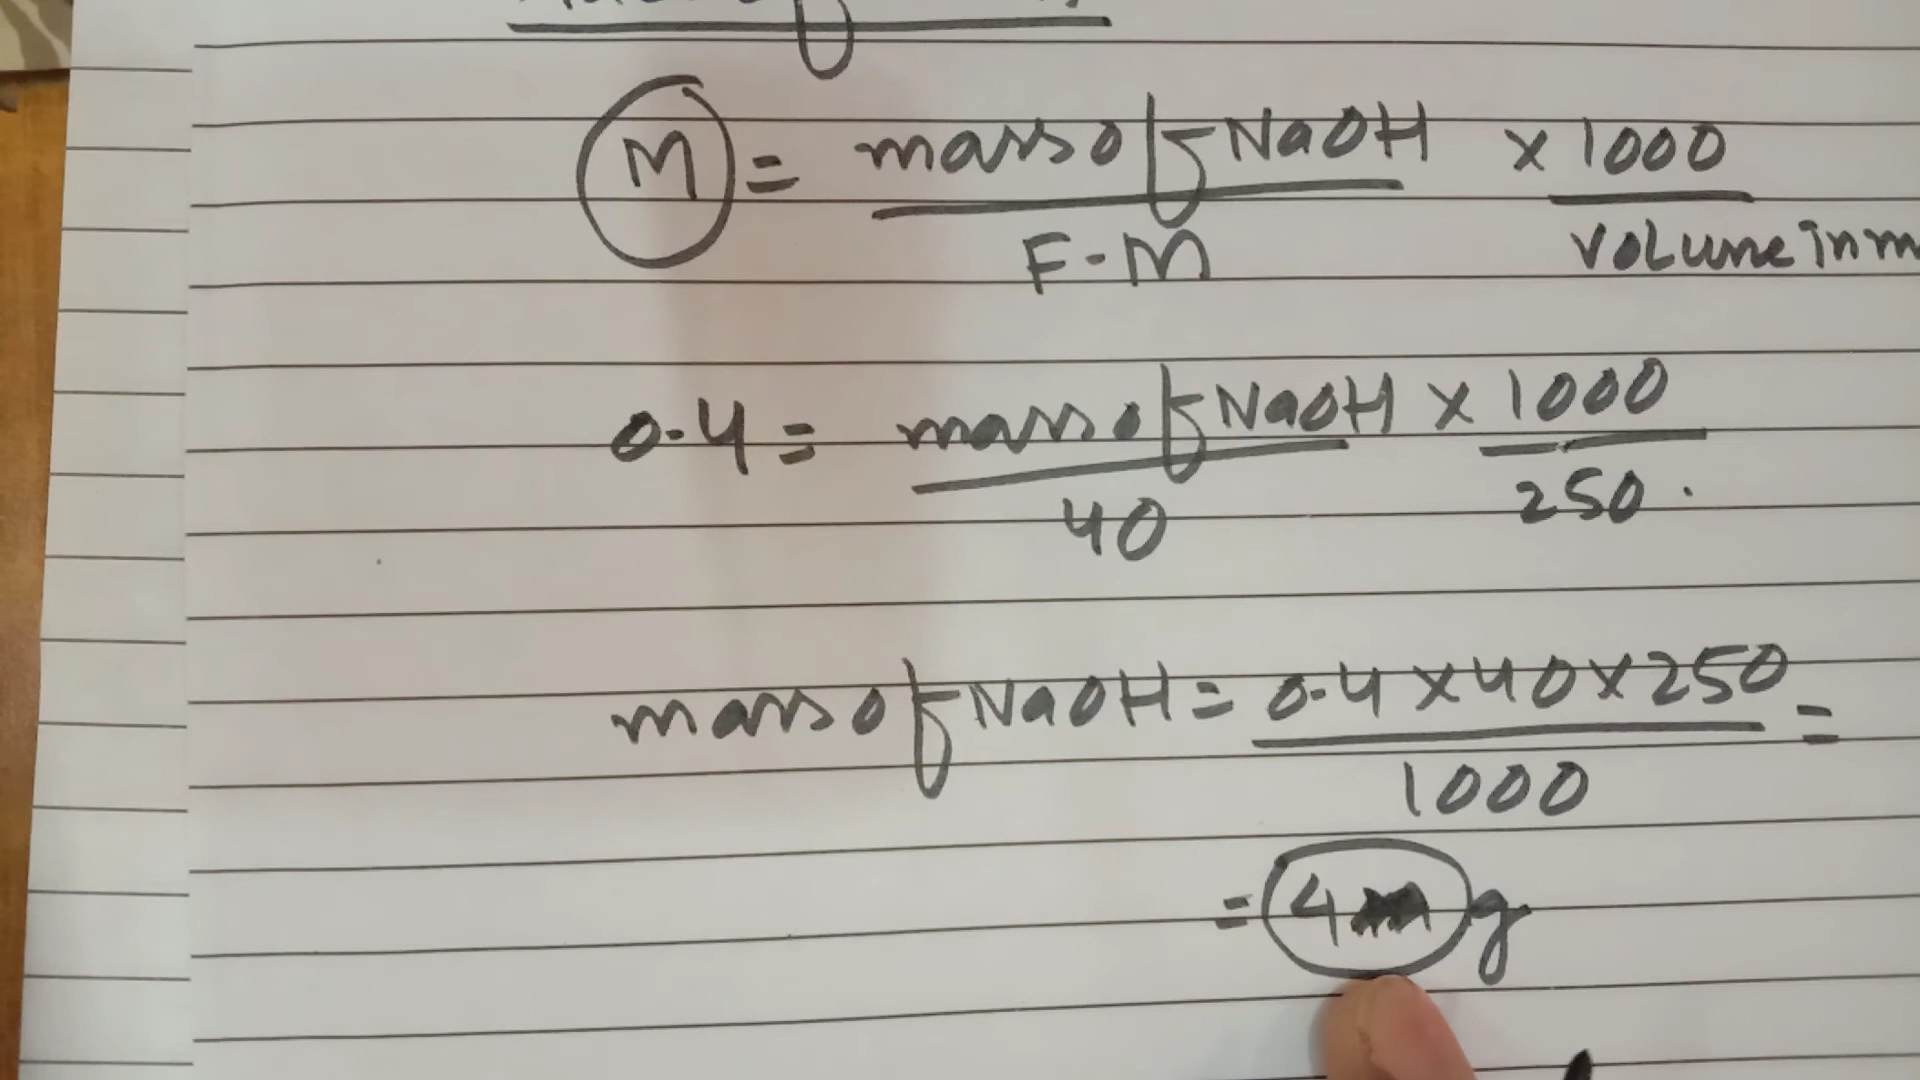 M = mass of NaOH × 1000
F-M volume in m
0.4 = mass of NaOH × 1000
40 250.
mass of NaOH = 0.4 × 40 × 250 =
1000
= 4 g